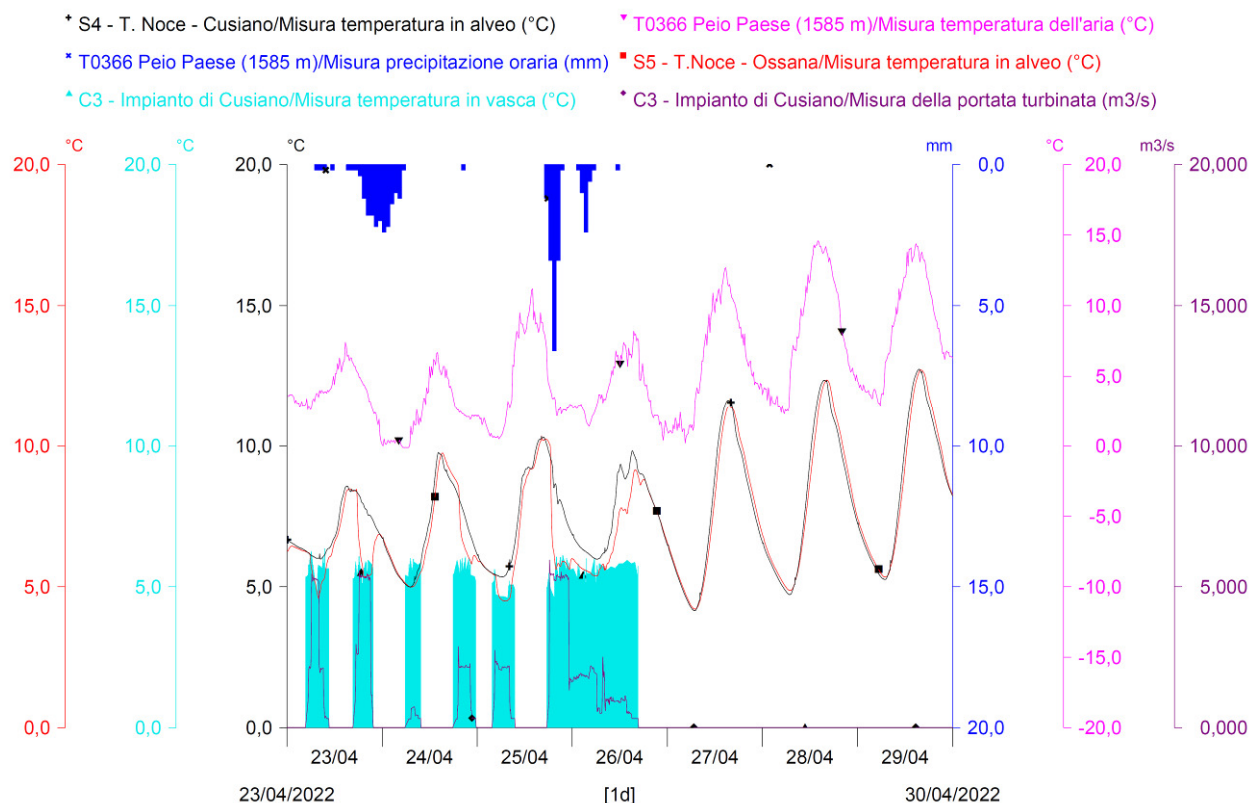 S4 - T. Noce - Cusiano/Misura temperatura in alveo (°C) T0366 Peio Paese (1585 m)/Misura temperatura dell'aria (°C)
T0366 Peio Paese (1585 m)/Misura precipitazione oraria (mm) S5 - T.Noce - Ossana/Misura temperatura in alveo (°C)
C3 - Impianto di Cusiano/Misura temperatura in vasca (°C) C3 - Impianto di Cusiano/Misura della portata turbinata (m3/s)
°C °C °C mm °C m3/s
20,0 20,0 20,0 0,0 20,0 20,000
15,0
15,0 15,0 15,0 5,0 10,0 15,000
5,0
10,0 10,0 10,0 10,0 0,0 10,000
-5,0
5,0 5,0 5,0 15,0 -10,0 5,000
-15,0
0,0 0,0 0,0 20,0 -20,0 0,000
23/04 24/04 25/04 26/04 27/04 28/04 29/04
23/04/2022 [1d] 30/04/2022